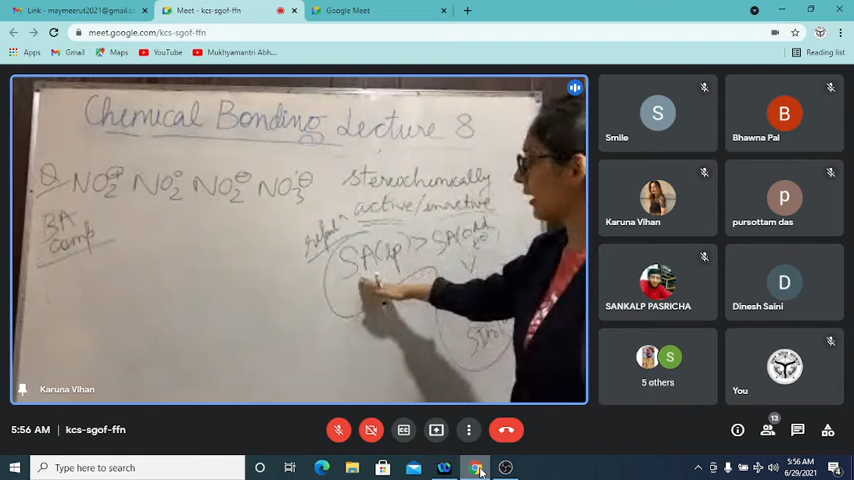 Link - maymeerut2021@gmail.co
Meet - kcs-sgof-ffn
Google Meet
meet.google.com/kcs-sgof-ffn
Apps
Gmail
Maps
YouTube
Mukhyamantri Abh...
Reading list
Chemical Bonding Lecture 8
Q NO2⊕ NO2° NO2⊖ NO3⊖
BA
comp
stereochemically
active/inactive
SA(lp) > SA(odd
e⊖)
V
Karuna Vihan
S
Smile
B
Bhawna Pal
Karuna Vihan
p
pursottam das
SANKALP PASRICHA
D
Dinesh Saini
S
5 others
You
5:56 AM
kcs-sgof-ffn
13
Type here to search
5:56 AM
6/29/2021
4